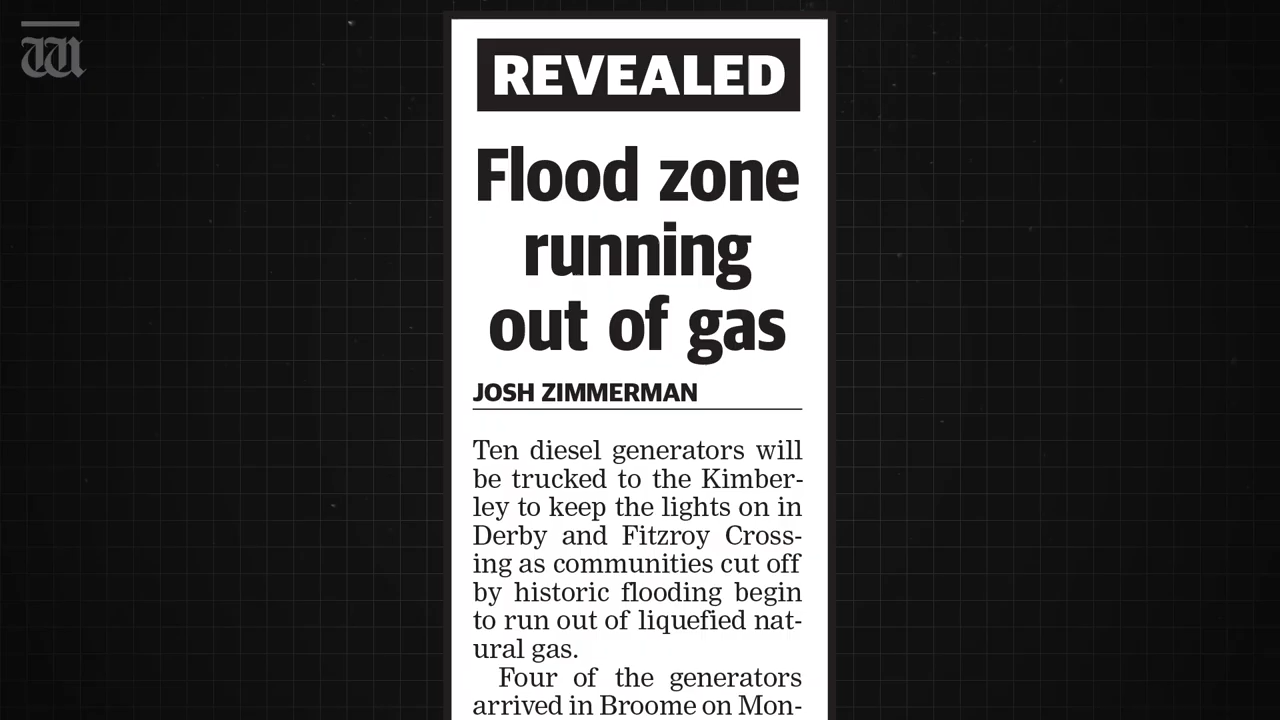 W
REVEALED
Flood zone
running
out of gas
JOSH ZIMMERMAN
Ten diesel generators will
be trucked to the Kimber-
ley to keep the lights on in
Derby and Fitzroy Cross-
ing as communities cut off
by historic flooding begin
to run out of liquefied nat-
ural gas.
Four of the generators
arrived in Broome on Mon-